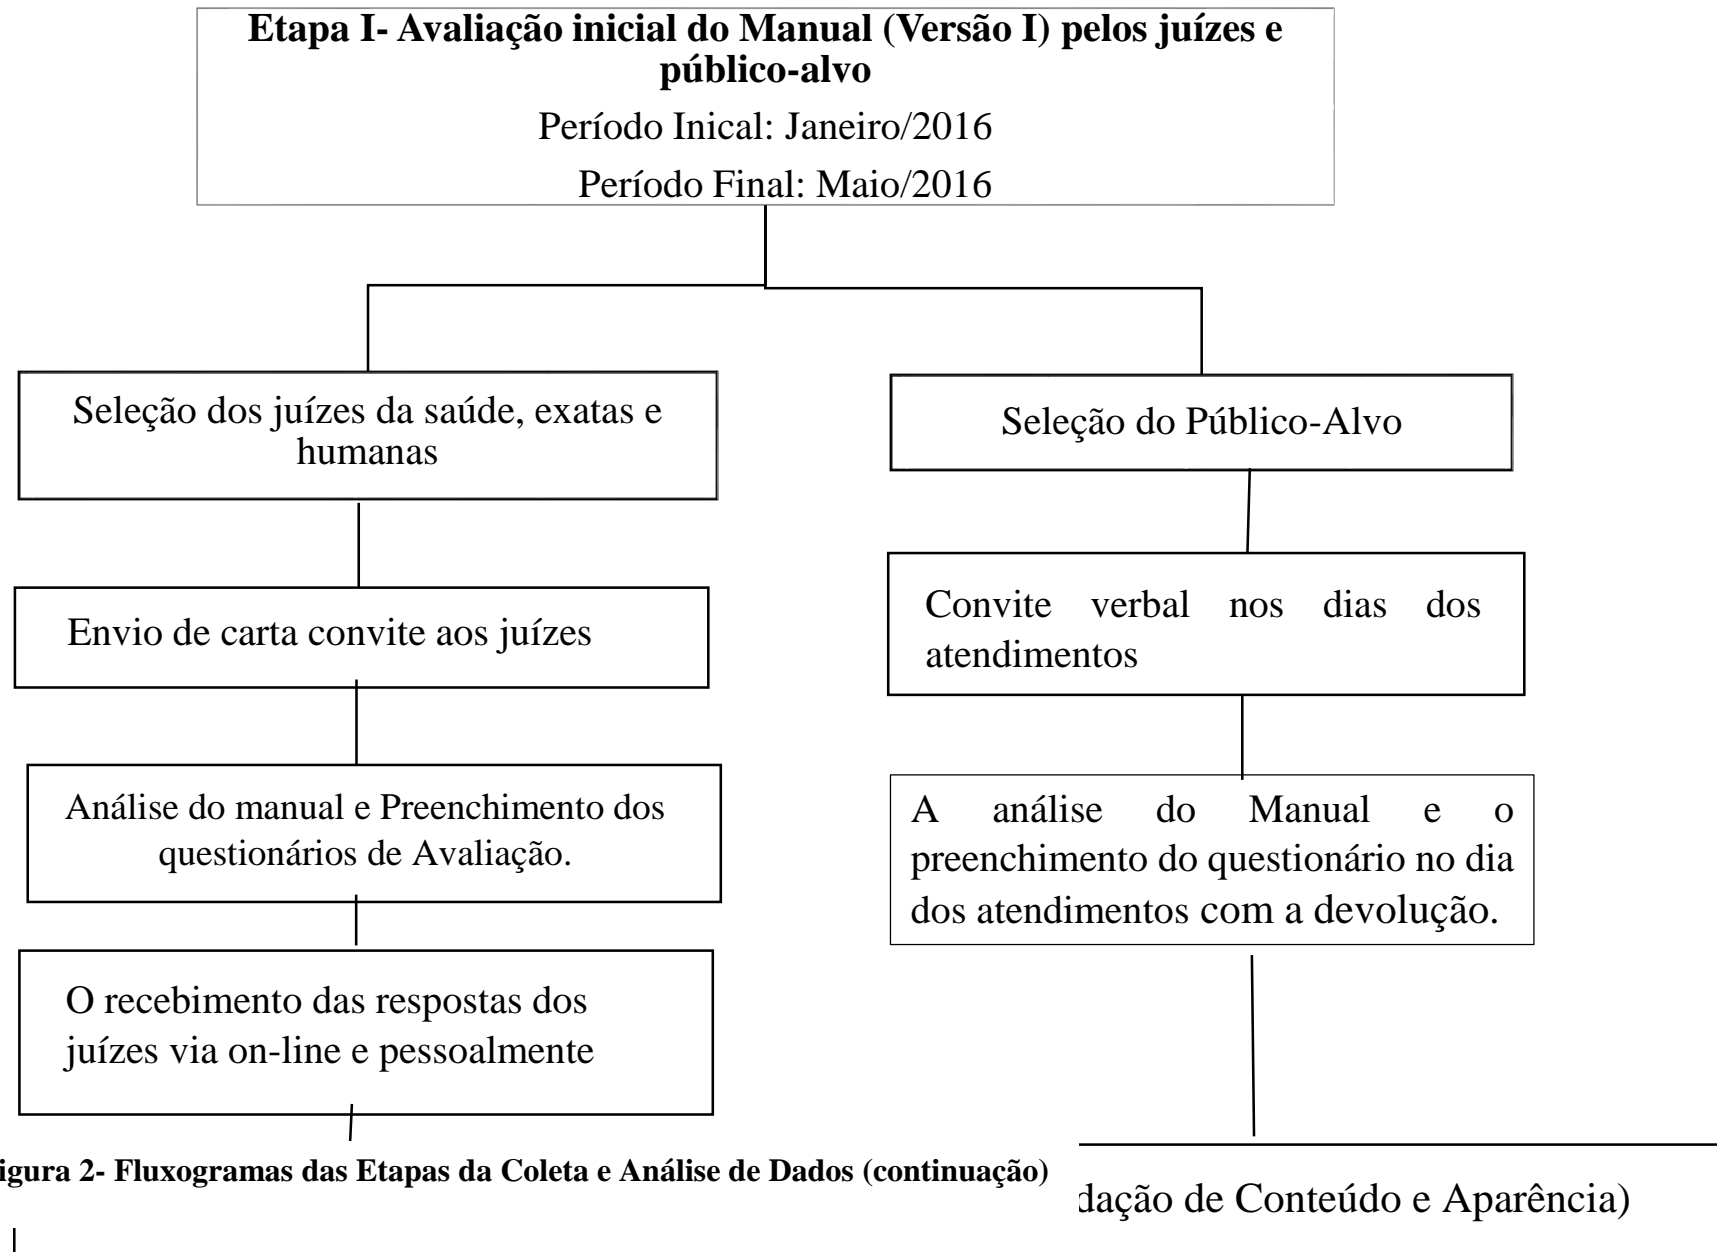 Etapa I- Avaliação inicial do Manual (Versão I) pelos juízes e
público-alvo
Período Inical: Janeiro/2016
Período Final: Maio/2016
Seleção dos juízes da saúde, exatas e
humanas
Envio de carta convite aos juízes
Análise do manual e Preenchimento dos
questionários de Avaliação.
O recebimento das respostas dos
juízes via on-line e pessoalmente
Seleção do Público-Alvo
Convite verbal nos dias dos
atendimentos
A análise do Manual e o
preenchimento do questionário no dia
dos atendimentos com a devolução.
igura 2- Fluxogramas das Etapas da Coleta e Análise de Dados (continuação)
dação de Conteúdo e Aparência)